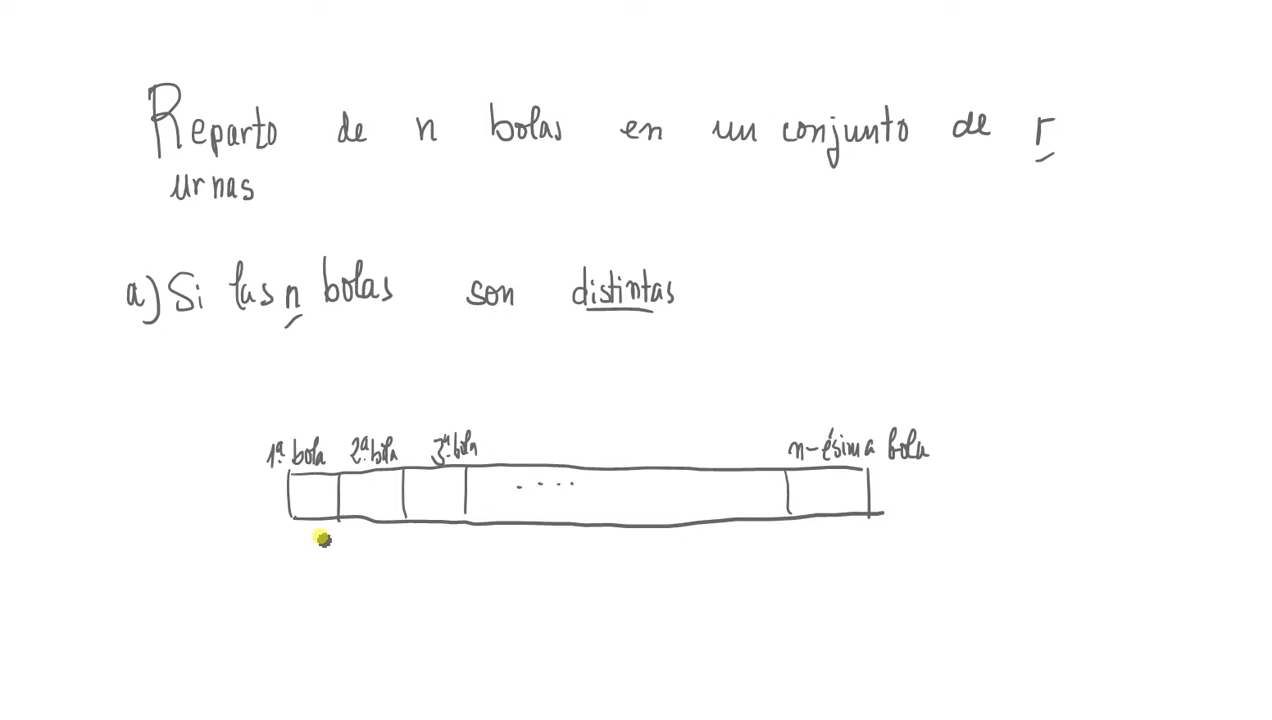 Reparto de n bolas en un conjunto de r
urnas
a) Si las n bolas son distintas
1ª bola 2ª bola 3ª bola n-ésima bola
. . . .